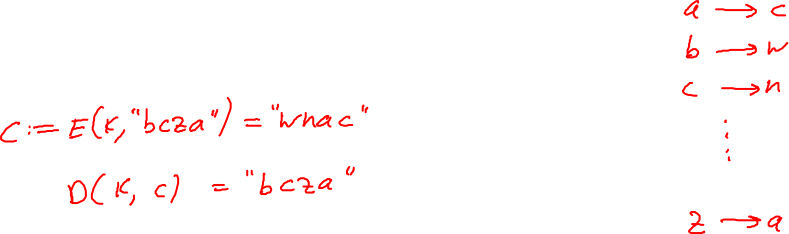 a → c
b → w
c → n
⋮
z → a
C := E(K, "bcza") = "wnac"
D(K, c) = "bcza"